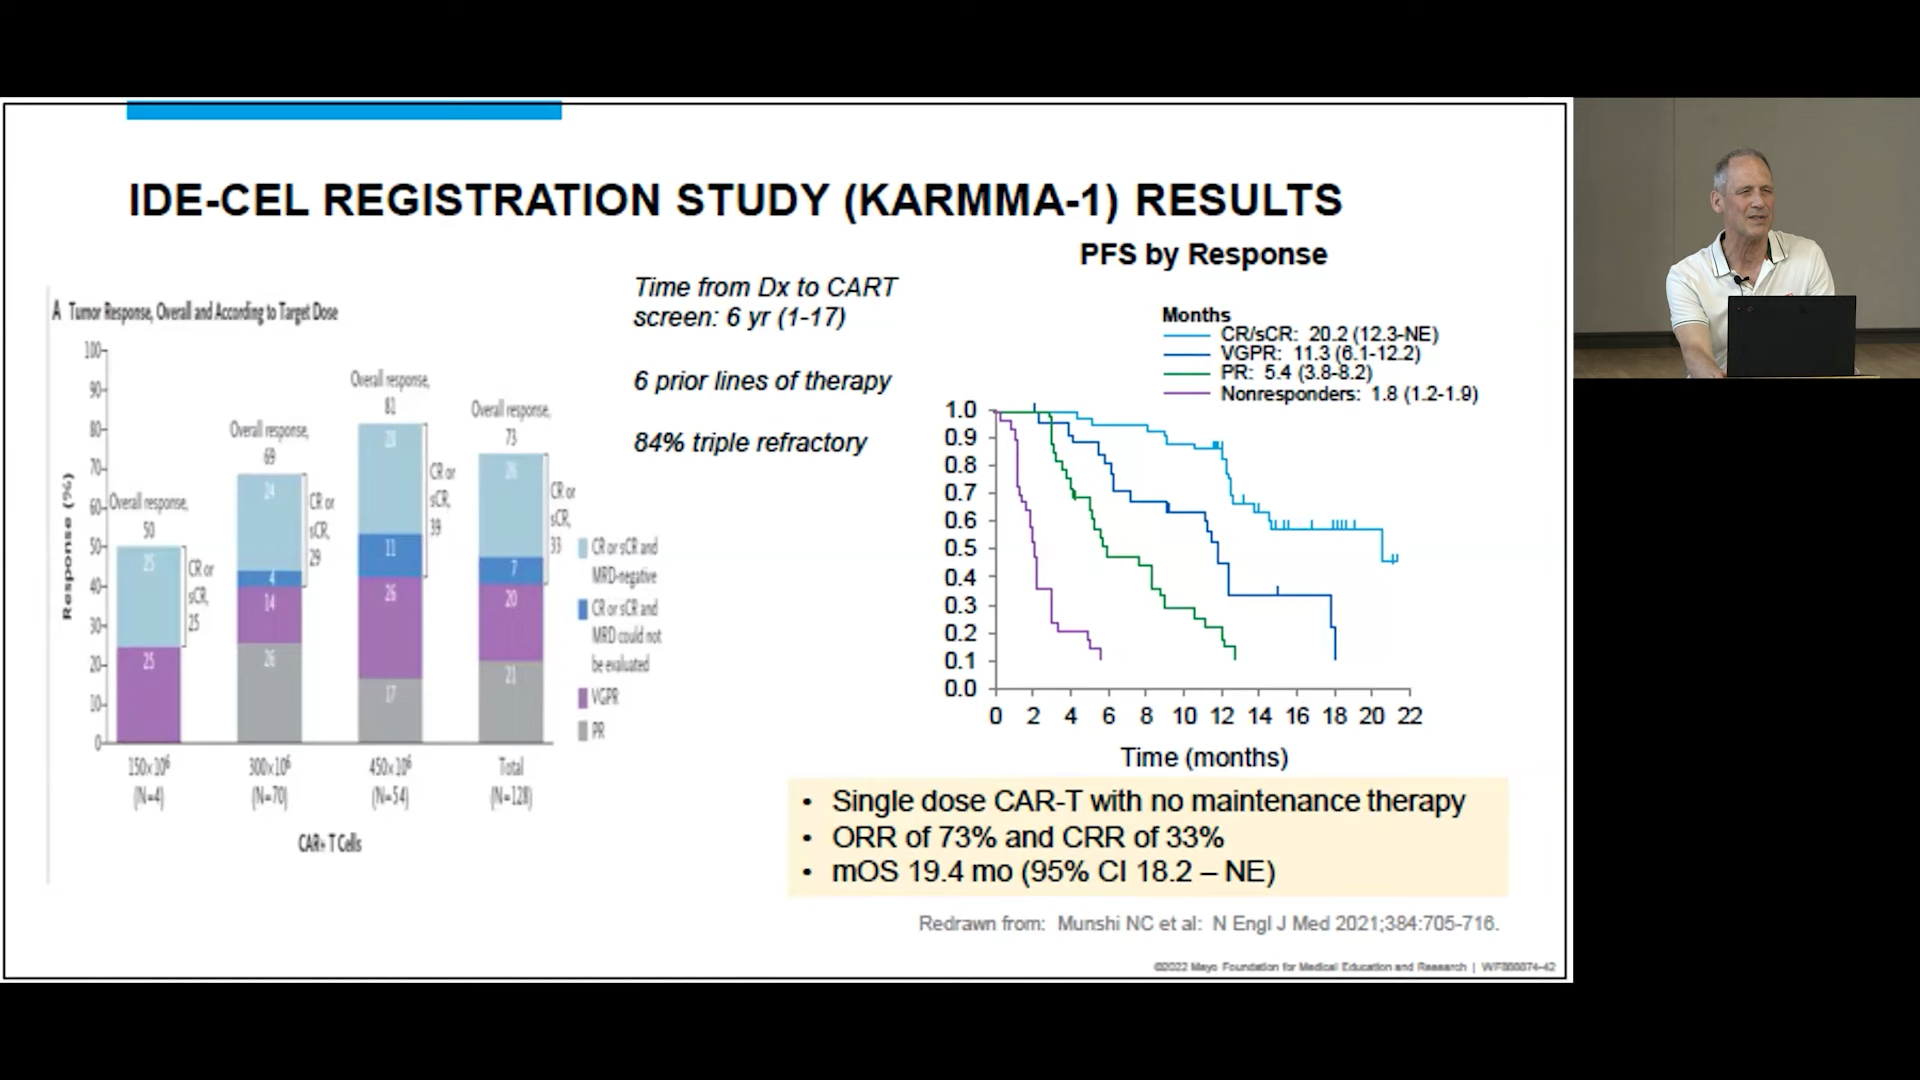 IDE-CEL REGISTRATION STUDY (KARMMA-1) RESULTS
A Tumor Response, Overall and According to Target Dose
Response (%)
100
90
80
70
60
50
40
30
20
10
0
Overall response,
50
25
25
CR or
sCR,
25
Overall response,
69
24
4
14
26
CR or
sCR,
29
Overall response,
81
28
11
26
17
CR or
sCR,
39
Overall response,
73
26
7
20
21
CR or
sCR,
33
CR or sCR and
MRD-negative
CR or sCR and
MRD could not
be evaluated
VGPR
PR
150x10⁶
(N=4)
300x10⁶
(N=70)
450x10⁶
(N=54)
Total
(N=128)
CAR+ T Cells
Time from Dx to CART
screen: 6 yr (1-17)
6 prior lines of therapy
84% triple refractory
PFS by Response
Months
CR/sCR: 20.2 (12.3-NE)
VGPR: 11.3 (6.1-12.2)
PR: 5.4 (3.8-8.2)
Nonresponders: 1.8 (1.2-1.9)
1.0
0.9
0.8
0.7
0.6
0.5
0.4
0.3
0.2
0.1
0.0
0 2 4 6 8 10 12 14 16 18 20 22
Time (months)
• Single dose CAR-T with no maintenance therapy
• ORR of 73% and CRR of 33%
• mOS 19.4 mo (95% CI 18.2 – NE)
Redrawn from: Munshi NC et al: N Engl J Med 2021;384:705-716.
©2022 Mayo Foundation for Medical Education and Research |